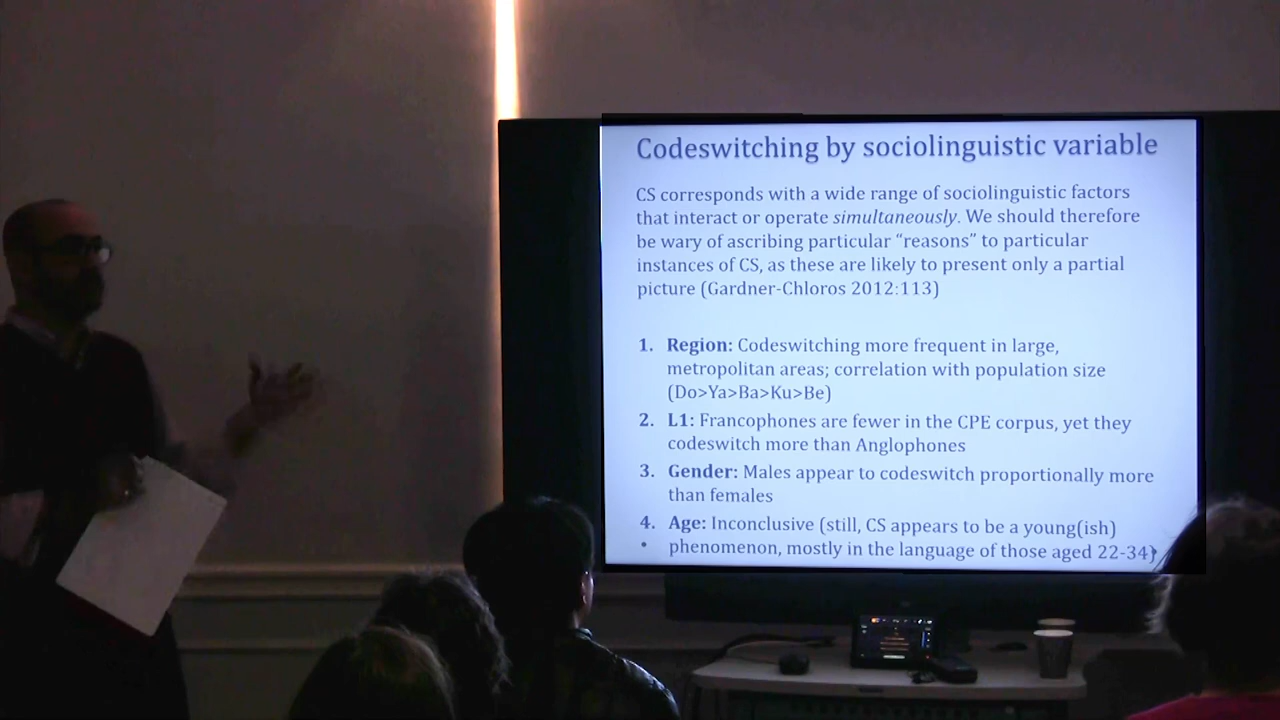 Codeswitching by sociolinguistic variable
CS corresponds with a wide range of sociolinguistic factors
that interact or operate simultaneously. We should therefore
be wary of ascribing particular “reasons” to particular
instances of CS, as these are likely to present only a partial
picture (Gardner-Chloros 2012:113)
1. Region: Codeswitching more frequent in large,
metropolitan areas; correlation with population size
(Do>Ya>Ba>Ku>Be)
2. L1: Francophones are fewer in the CPE corpus, yet they
codeswitch more than Anglophones
3. Gender: Males appear to codeswitch proportionally more
than females
4. Age: Inconclusive (still, CS appears to be a young(ish)
• phenomenon, mostly in the language of those aged 22-34)